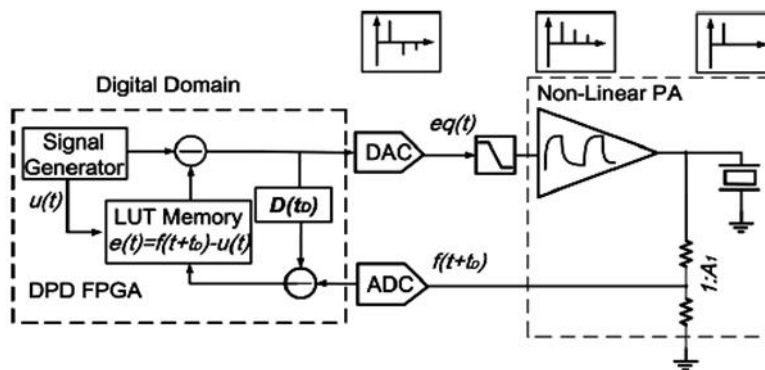 Digital Domain
Non-Linear PA
Signal
Generator
DAC
eq(t)
u(t)
D(tD)
LUT Memory
e(t)=f(t+tD)-u(t)
DPD FPGA
ADC
f(t+tD)
1:A1